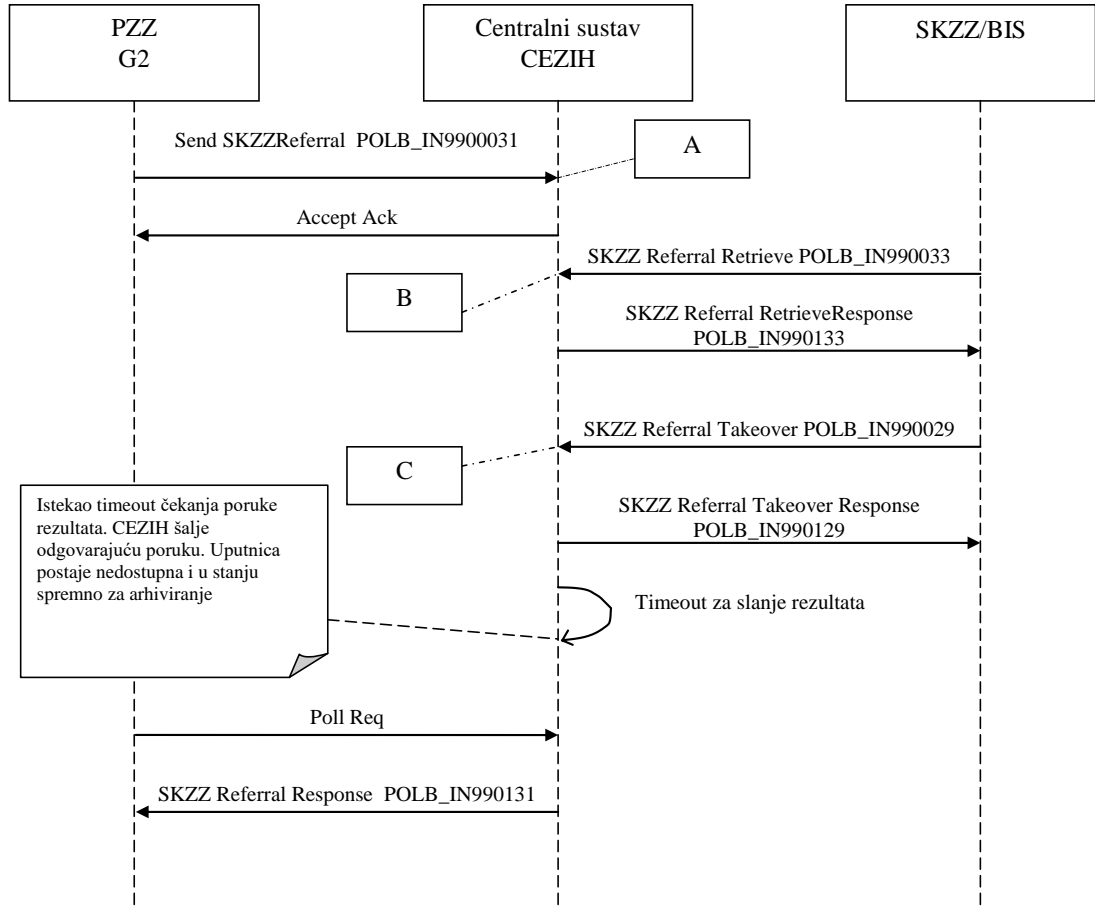 PZZ
G2
Centralni sustav
CEZIH
SKZZ/BIS
Send SKZZReferral POLB_IN9900031
A
Accept Ack
SKZZ Referral Retrieve POLB_IN990033
B
SKZZ Referral RetrieveResponse
POLB_IN990133
SKZZ Referral Takeover POLB_IN990029
C
Istekao timeout čekanja poruke
rezultata. CEZIH šalje
odgovarajuću poruku. Uputnica
postaje nedostupna i u stanju
spremno za arhiviranje
SKZZ Referral Takeover Response
POLB_IN990129
Timeout za slanje rezultata
Poll Req
SKZZ Referral Response POLB_IN990131